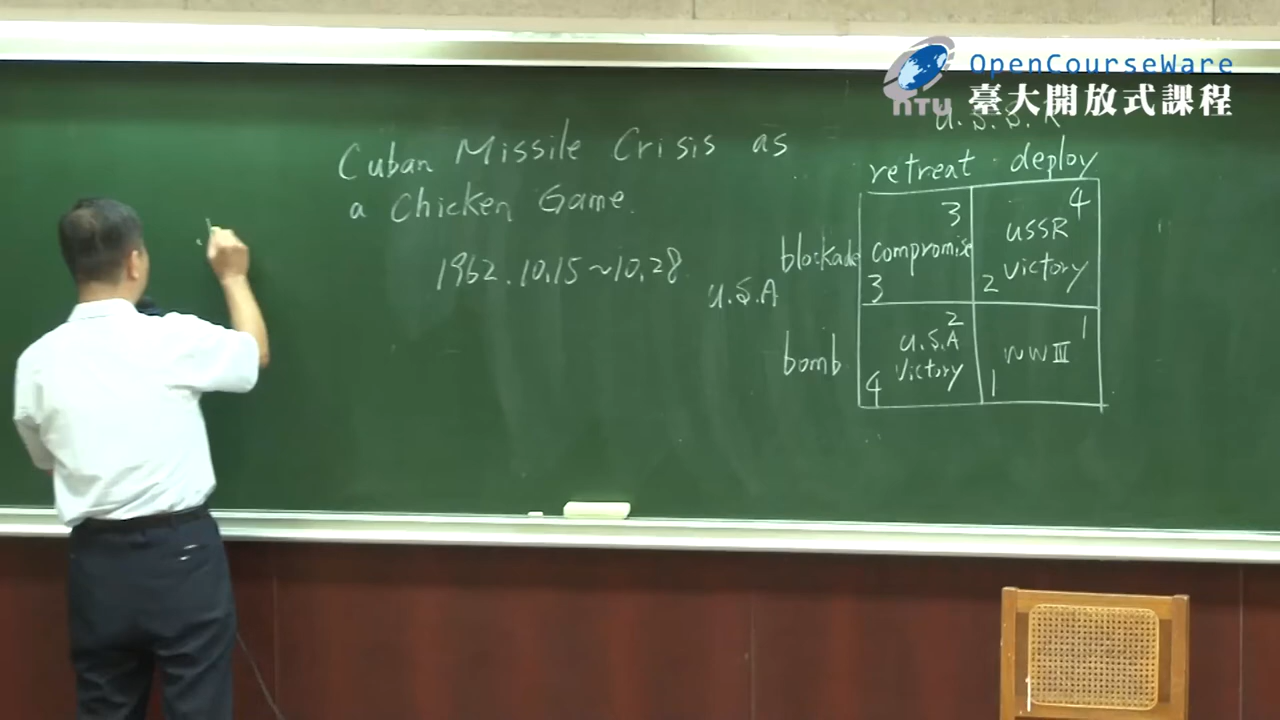 OpenCourseWare
NTU 臺大開放式課程
Cuban Missile Crisis as
a Chicken Game.
1962.10.15~10.28
U.S.S.R
retreat deploy
U.S.A
blockade
3
compromise
3
4
USSR
victory
2
bomb
2
U.S.A
victory
4
1
WW III
1